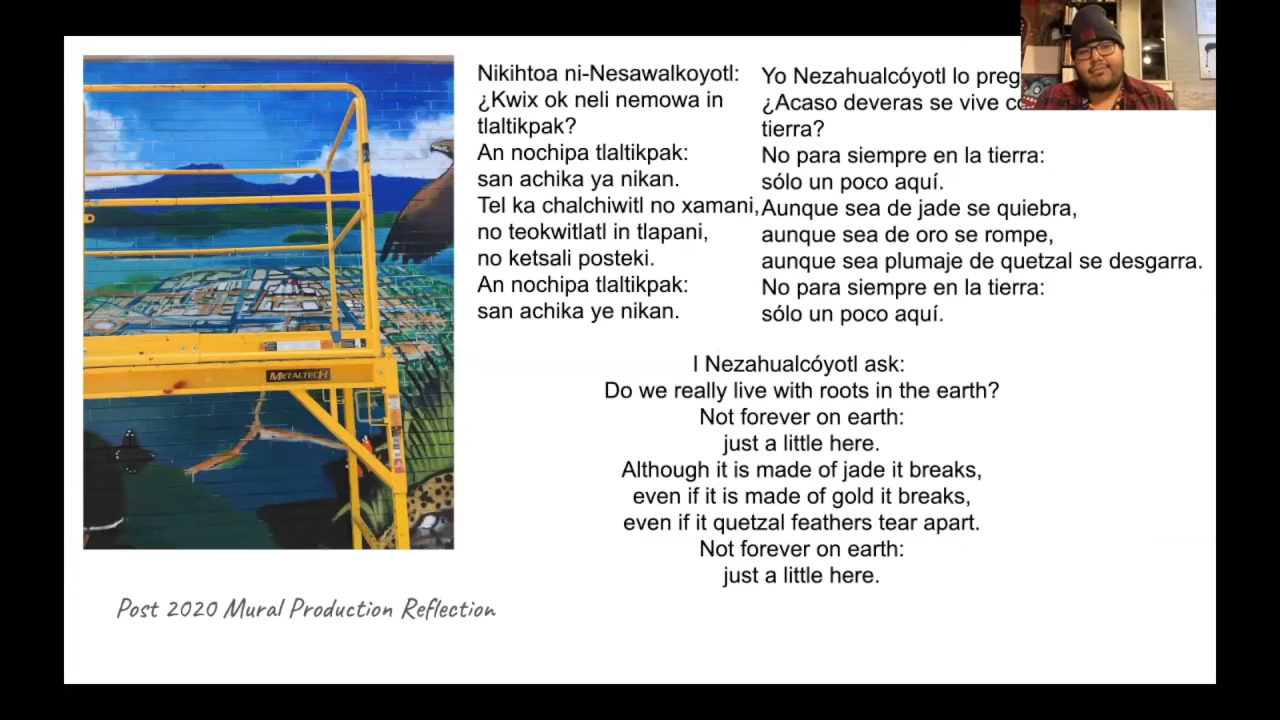 Nikihtoa ni-Nesawalkoyotl:
¿Kwix ok neli nemowa in
tlaltikpak?
An nochipa tlaltikpak:
san achika ya nikan.
Tel ka chalchiwitl no xamani,
no teokwitlatl in tlapani,
no ketsali posteki.
An nochipa tlaltikpak:
san achika ye nikan.
Yo Nezahualcóyotl lo
¿Acaso deveras se vive
tierra?
No para siempre en la tierra:
sólo un poco aquí.
Aunque sea de jade se quiebra,
aunque sea de oro se rompe,
aunque sea plumaje de quetzal se desgarra.
No para siempre en la tierra:
sólo un poco aquí.
I Nezahualcóyotl ask:
Do we really live with roots in the earth?
Not forever on earth:
just a little here.
Although it is made of jade it breaks,
even if it is made of gold it breaks,
even if it quetzal feathers tear apart.
Not forever on earth:
just a little here.
METALTECH
Post 2020 Mural Production Reflection